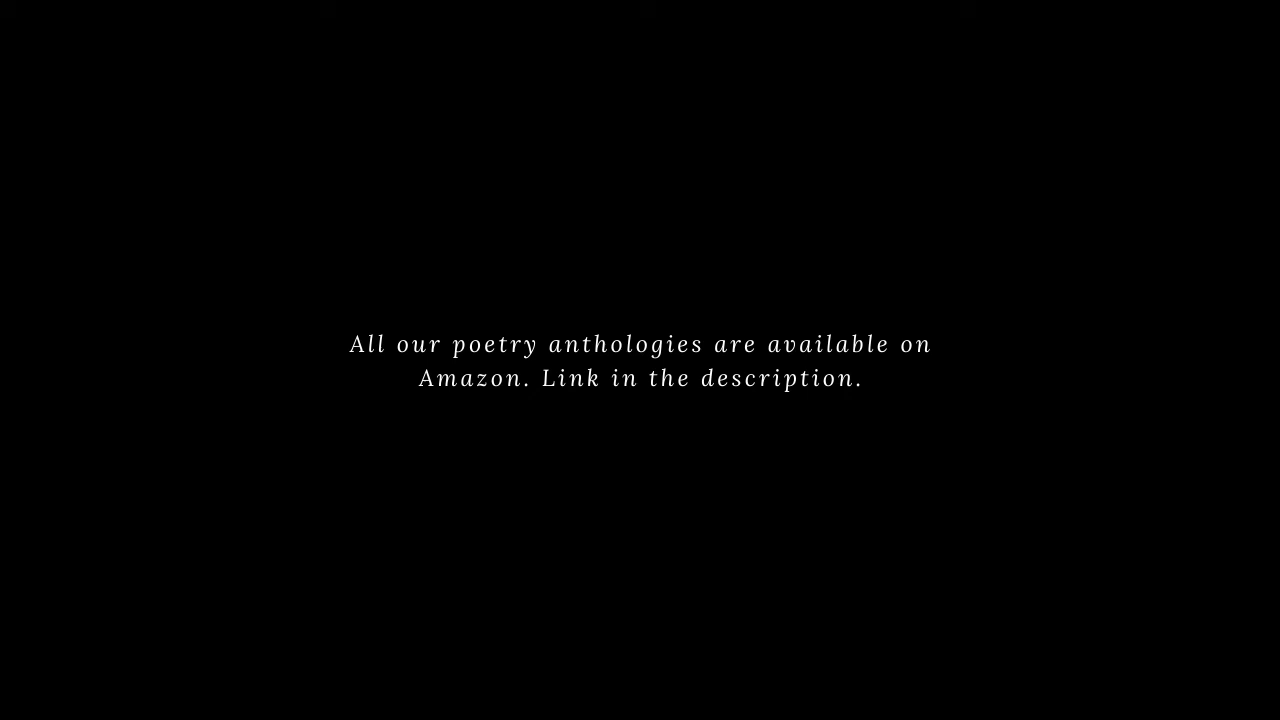 All our poetry anthologies are available on
Amazon. Link in the description.